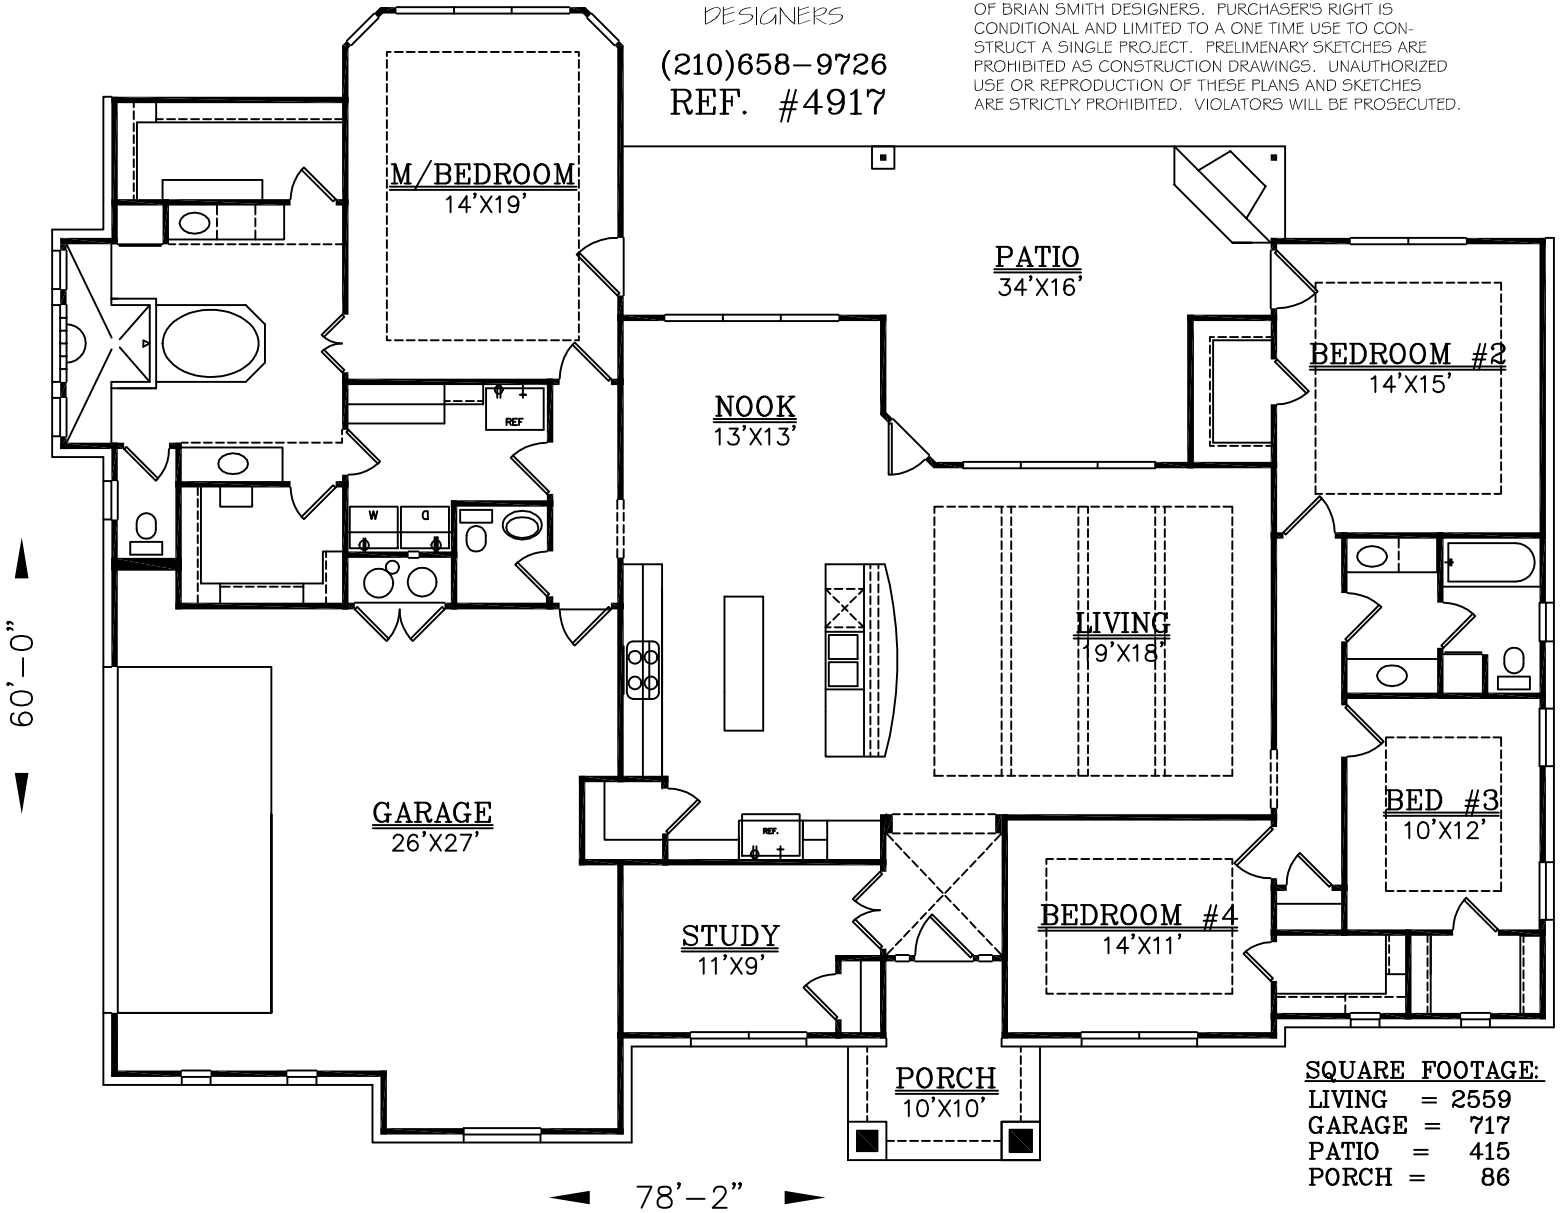 DESIGNERS
(210)658-9726
REF. #4917
OF BRIAN SMITH DESIGNERS. PURCHASER'S RIGHT IS
CONDITIONAL AND LIMITED TO A ONE TIME USE TO CON-
STRUCT A SINGLE PROJECT. PRELIMENARY SKETCHES ARE
PROHIBITED AS CONSTRUCTION DRAWINGS. UNAUTHORIZED
USE OR REPRODUCTION OF THESE PLANS AND SKETCHES
ARE STRICTLY PROHIBITED. VIOLATORS WILL BE PROSECUTED.
M/BEDROOM
14'X19'
PATIO
34'X16'
BEDROOM #2
14'X15'
NOOK
13'X13'
REF
W
D
LIVING
19'X18'
60'-0"
GARAGE
26'X27'
REF.
BED #3
10'X12'
STUDY
11'X9'
BEDROOM #4
14'X11'
PORCH
10'X10'
SQUARE FOOTAGE:
LIVING = 2559
GARAGE = 717
PATIO = 415
PORCH = 86
78'-2"